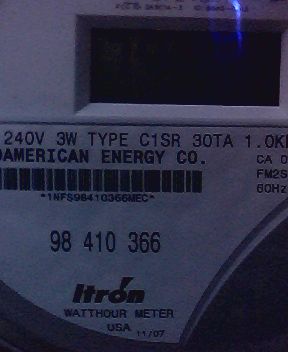 240V 3W TYPE C1SR 30TA 1.0K
AMERICAN ENERGY CO.
CA 0
FM2S
60Hz
*1NFS98410366MEC*
98 410 366
Itron
WATTHOUR METER
USA 11/07